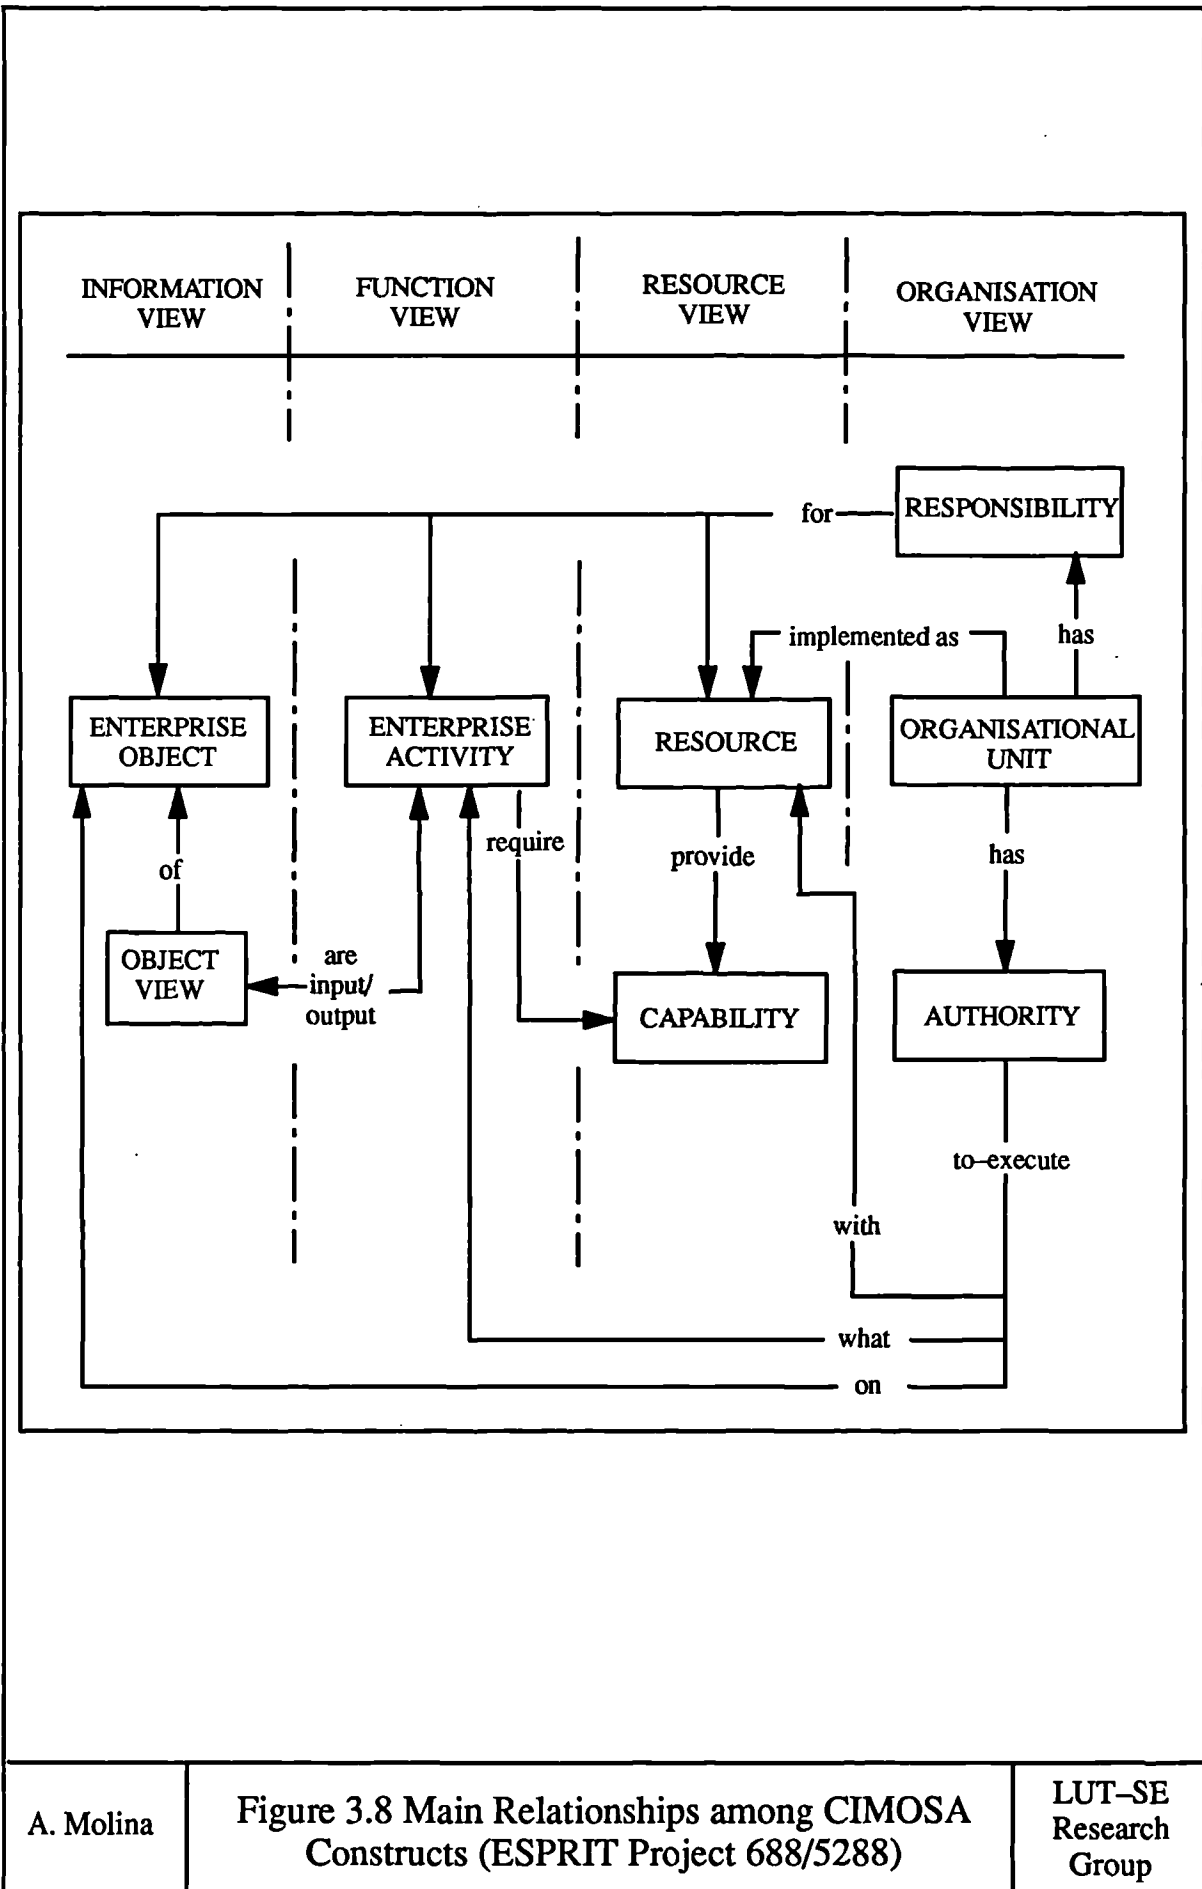 INFORMATION
VIEW
FUNCTION
VIEW
RESOURCE
VIEW
ORGANISATION
VIEW
for
RESPONSIBILITY
implemented as
has
ENTERPRISE
OBJECT
ENTERPRISE
ACTIVITY
RESOURCE
ORGANISATIONAL
UNIT
require
of
provide
has
OBJECT
VIEW
are
input/
output
CAPABILITY
AUTHORITY
to-execute
with
what
on
A. Molina
Figure 3.8 Main Relationships among CIMOSA
Constructs (ESPRIT Project 688/5288)
LUT–SE
Research
Group